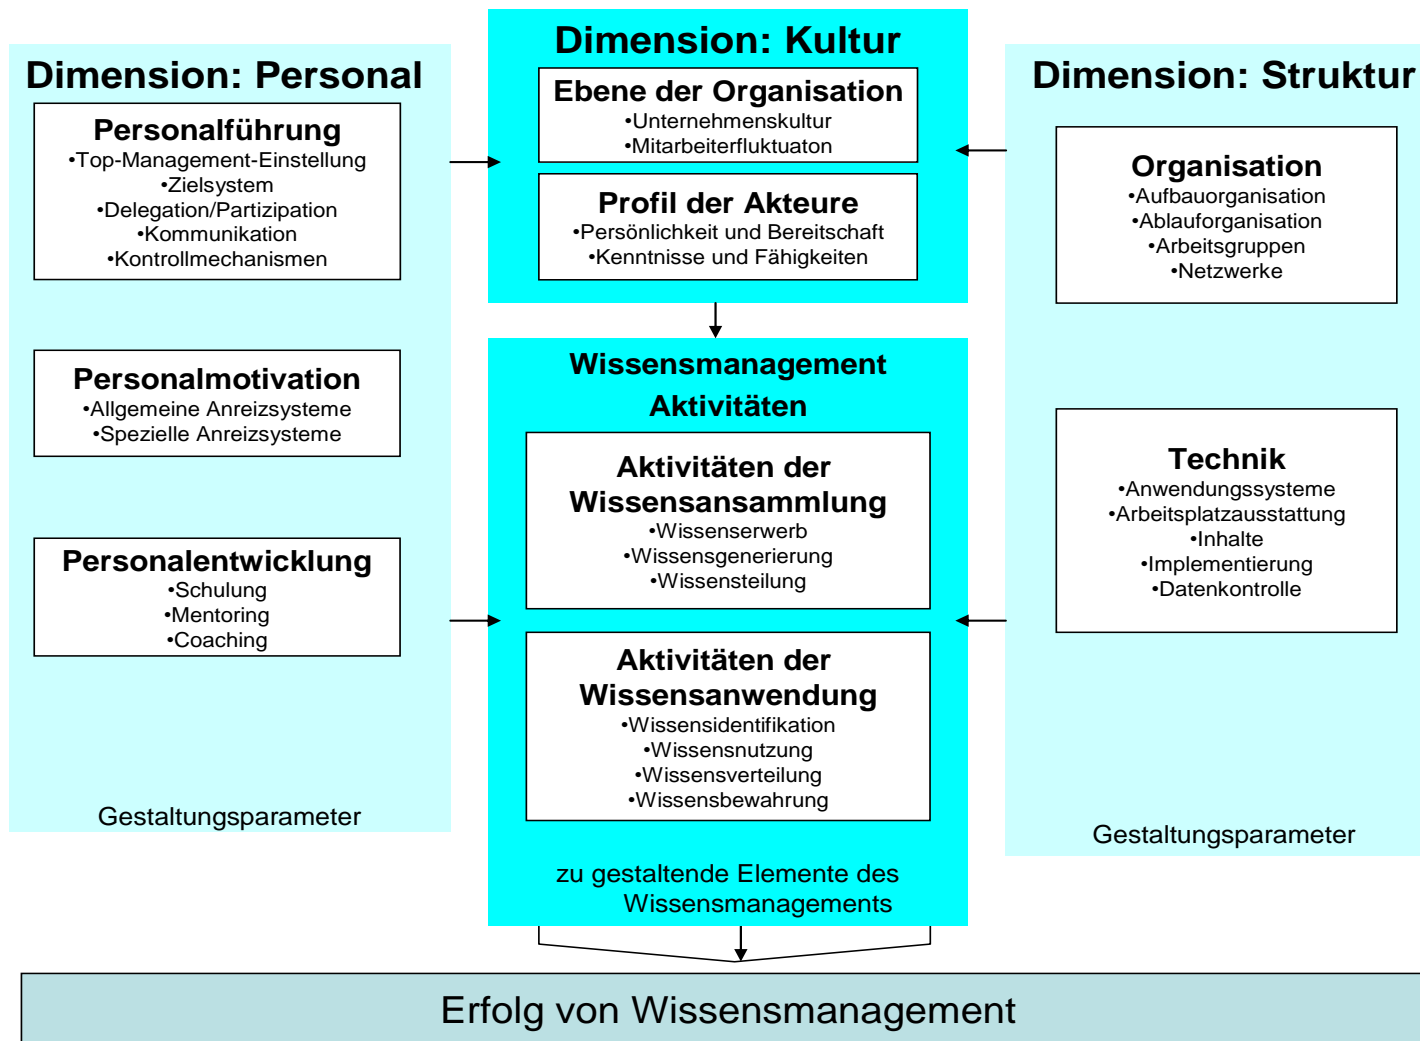 Dimension: Personal
Personalführung
•Top-Management-Einstellung
•Zielsystem
•Delegation/Partizipation
•Kommunikation
•Kontrollmechanismen
Personalmotivation
•Allgemeine Anreizsysteme
•Spezielle Anreizsysteme
Personalentwicklung
•Schulung
•Mentoring
•Coaching
Gestaltungsparameter
Dimension: Kultur
Ebene der Organisation
•Unternehmenskultur
•Mitarbeiterfluktuaton
Profil der Akteure
•Persönlichkeit und Bereitschaft
•Kenntnisse und Fähigkeiten
Wissensmanagement
Aktivitäten
Aktivitäten der
Wissensansammlung
•Wissenserwerb
•Wissensgenerierung
•Wissensteilung
Aktivitäten der
Wissensanwendung
•Wissensidentifikation
•Wissensnutzung
•Wissensverteilung
•Wissensbewahrung
zu gestaltende Elemente des
Wissensmanagements
Dimension: Struktur
Organisation
•Aufbauorganisation
•Ablauforganisation
•Arbeitsgruppen
•Netzwerke
Technik
•Anwendungssysteme
•Arbeitsplatzausstattung
•Inhalte
•Implementierung
•Datenkontrolle
Gestaltungsparameter
Erfolg von Wissensmanagement